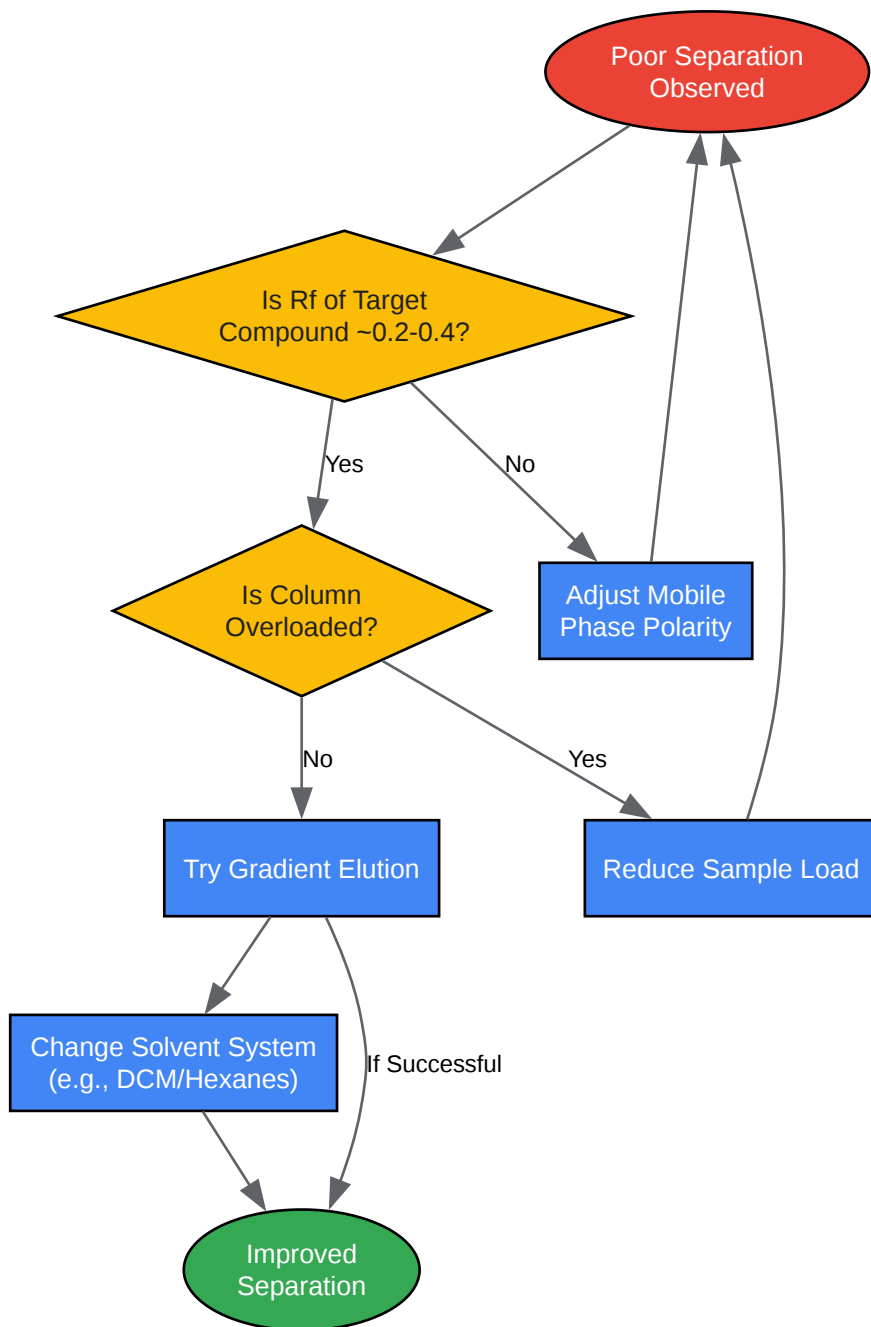 Poor Separation
Observed
Is Rf of Target
Compound ~0.2-0.4?
Yes
No
Is Column
Overloaded?
Adjust Mobile
Phase Polarity
No
Yes
Try Gradient Elution
Reduce Sample Load
Change Solvent System
(e.g., DCM/Hexanes)
If Successful
Improved
Separation